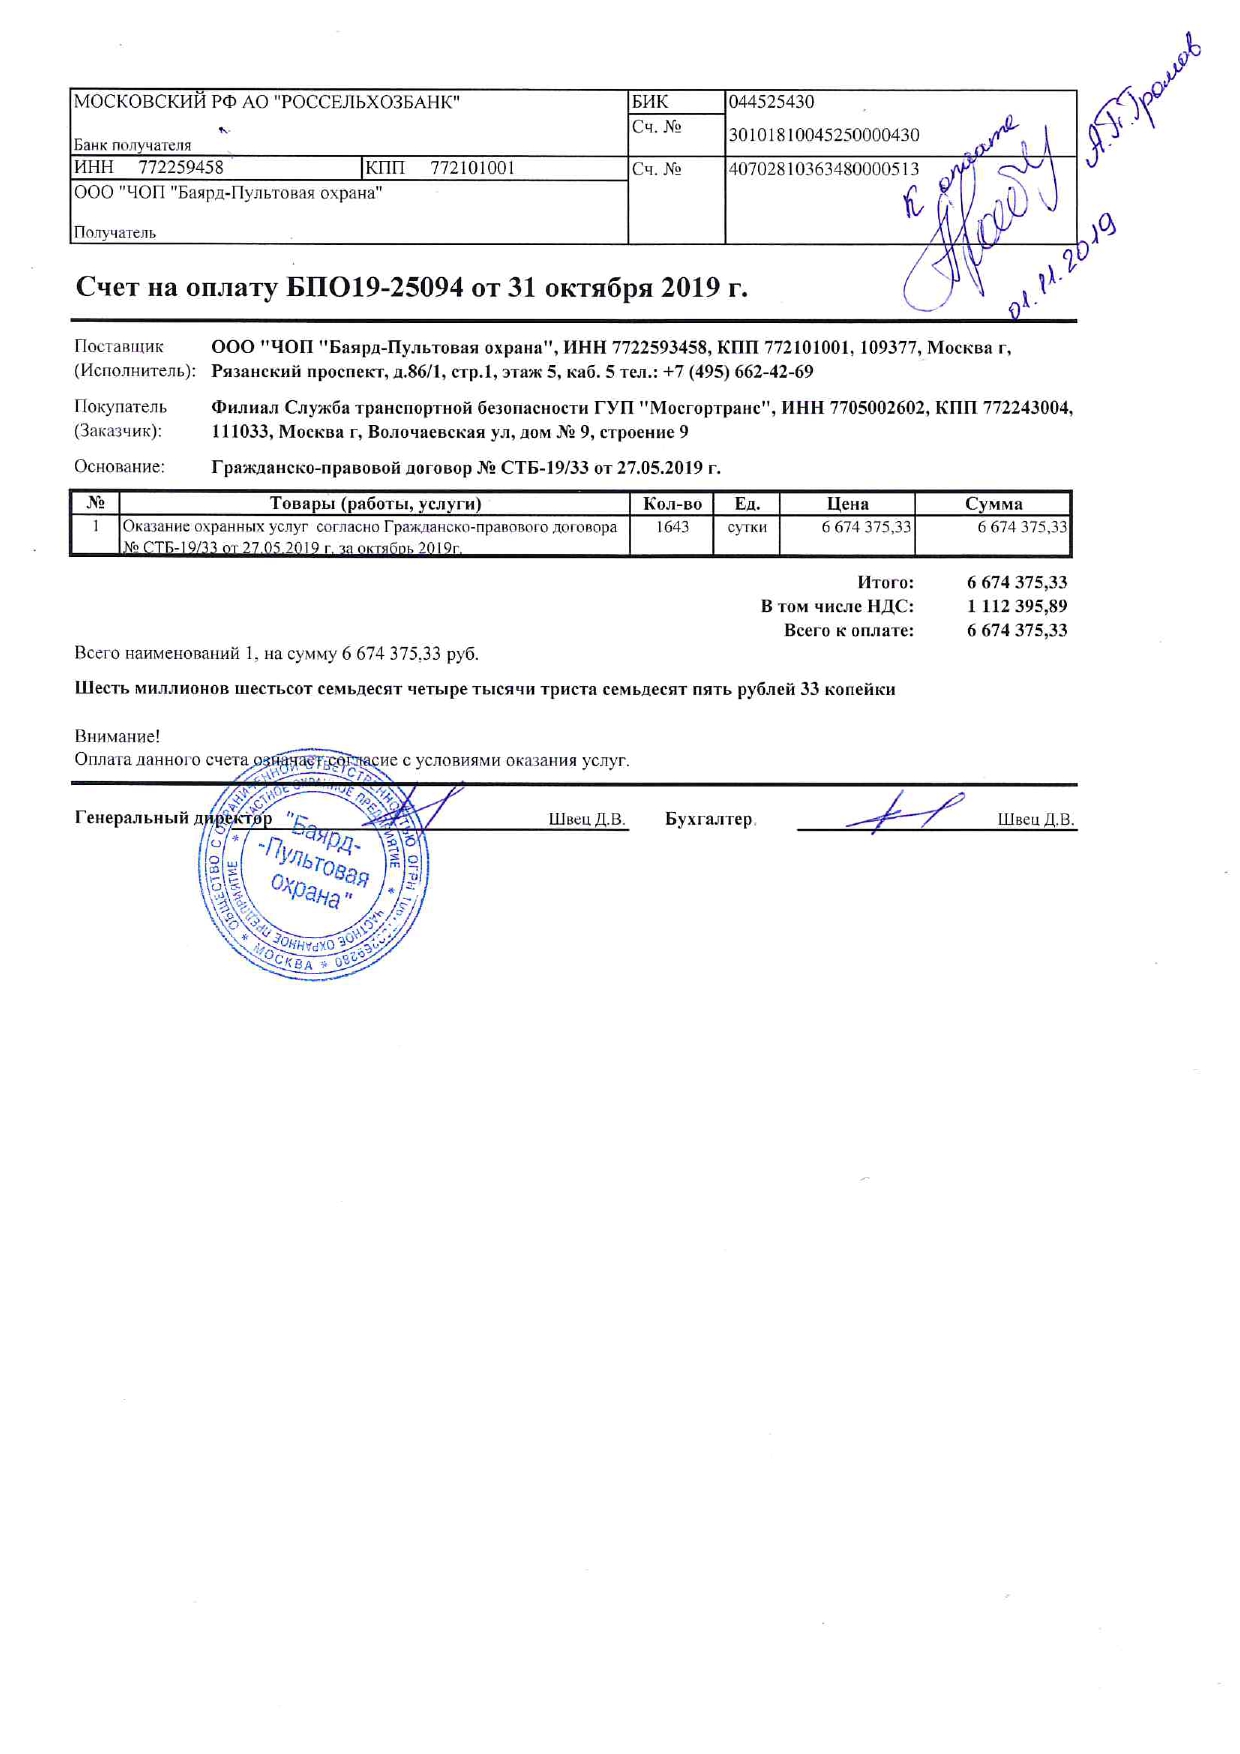 МОСКОВСКИЙ РФ АО "РОССЕЛЬХОЗБАНК"
БИК 044525430
Сч. № 30101810045250000430
Банк получателя
ИНН 772259458 КПП 772101001
Сч. № 40702810363480000513
ООО "ЧОП "Баярд-Пультовая охрана"
Получатель
К оплате
А.П.Громов
01.11.2019
Счет на оплату БПО19-25094 от 31 октября 2019 г.
Поставщик ООО "ЧОП "Баярд-Пультовая охрана", ИНН 7722593458, КПП 772101001, 109377, Москва г,
(Исполнитель): Рязанский проспект, д.86/1, стр.1, этаж 5, каб. 5 тел.: +7 (495) 662-42-69
Покупатель Филиал Служба транспортной безопасности ГУП "Мосгортранс", ИНН 7705002602, КПП 772243004,
(Заказчик): 111033, Москва г, Волочаевская ул, дом № 9, строение 9
Основание: Гражданско-правовой договор № СТБ-19/33 от 27.05.2019 г.
№ Товары (работы, услуги) Кол-во Ед. Цена Сумма
1 Оказание охранных услуг согласно Гражданско-правового договора 1643 сутки 6 674 375,33 6 674 375,33
№ СТБ-19/33 от 27.05.2019 г. за октябрь 2019г.
Итого: 6 674 375,33
В том числе НДС: 1 112 395,89
Всего к оплате: 6 674 375,33
Всего наименований 1, на сумму 6 674 375,33 руб.
Шесть миллионов шестьсот семьдесят четыре тысячи триста семьдесят пять рублей 33 копейки
Внимание!
Оплата данного счета означает согласие с условиями оказания услуг.
Генеральный директор Швец Д.В. Бухгалтер Швец Д.В.
ОБЩЕСТВО С ОГРАНИЧЕННОЙ ОТВЕТСТВЕННОСТЬЮ ОГРН
* МОСКВА *
* ЧАСТНОЕ ОХРАННОЕ ПРЕДПРИЯТИЕ *
ЧАСТНОЕ ОХРАННОЕ ПРЕДПРИЯТИЕ
"Баярд-
-Пультовая
охрана"